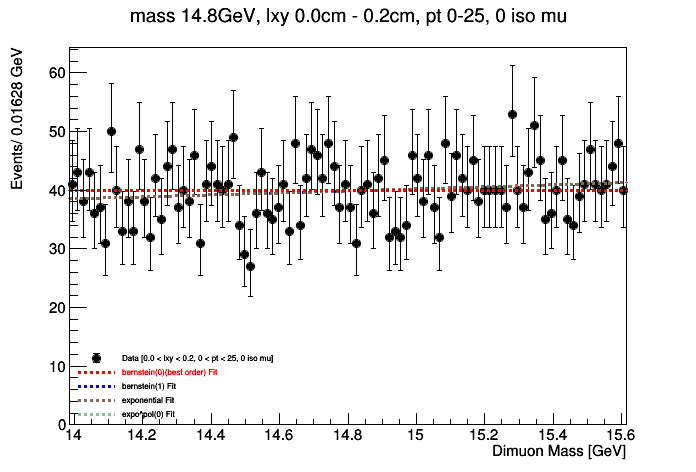 mass 14.8GeV, lxy 0.0cm - 0.2cm, pt 0-25, 0 iso mu
Events/ 0.01628 GeV
60
50
40
30
20
10
0
Data [0.0 < lxy < 0.2, 0 < pt < 25, 0 iso mu]
bernstein(0)(best order) Fit
bernstein(1) Fit
exponential Fit
expo*pol(0) Fit
14 14.2 14.4 14.6 14.8 15 15.2 15.4 15.6
Dimuon Mass [GeV]